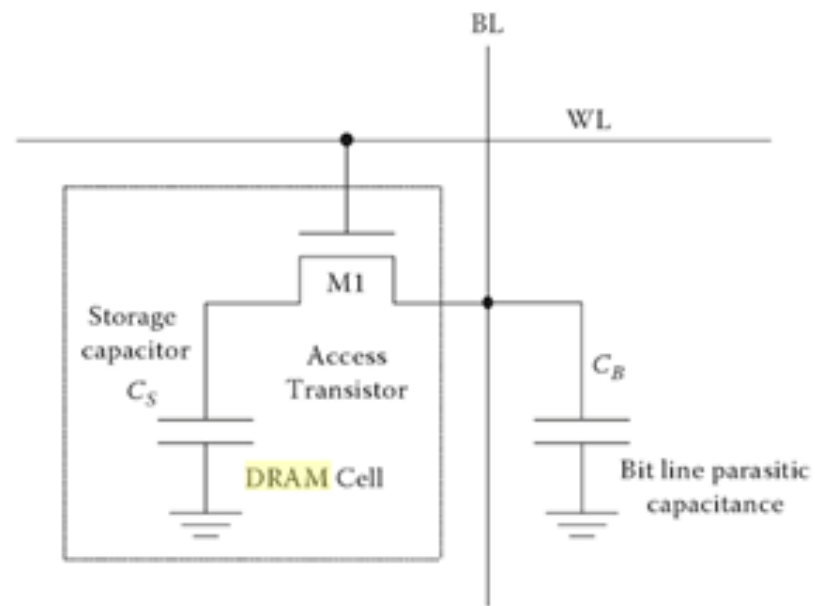 BL
WL
M1
Storage
capacitor
C_S
Access
Transistor
DRAM Cell
C_B
Bit line parasitic
capacitance